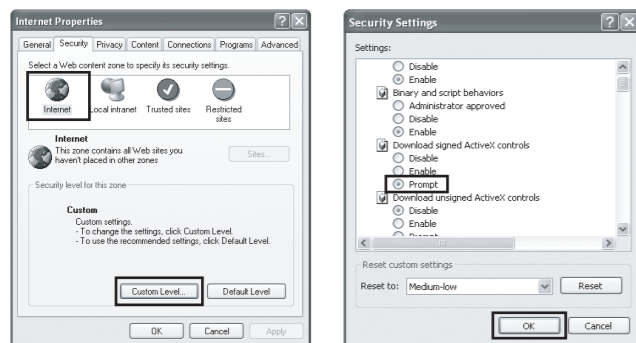 Internet Properties
General Security Privacy Content Connections Programs Advanced
Select a Web content zone to specify its security settings.
Internet Local intranet Trusted sites Restricted sites
Internet
This zone contains all Web sites you
haven't placed in other zones
Sites...
Security level for this zone
Custom
Custom settings.
- To change the settings, click Custom Level.
- To use the recommended settings, click Default Level.
Custom Level... Default Level
OK Cancel Apply
Security Settings
Settings:
Disable
Enable
Binary and script behaviors
Administrator approved
Disable
Enable
Download signed ActiveX controls
Disable
Enable
Prompt
Download unsigned ActiveX controls
Disable
Enable
Prompt
Reset custom settings
Reset to: Medium-low Reset
OK Cancel